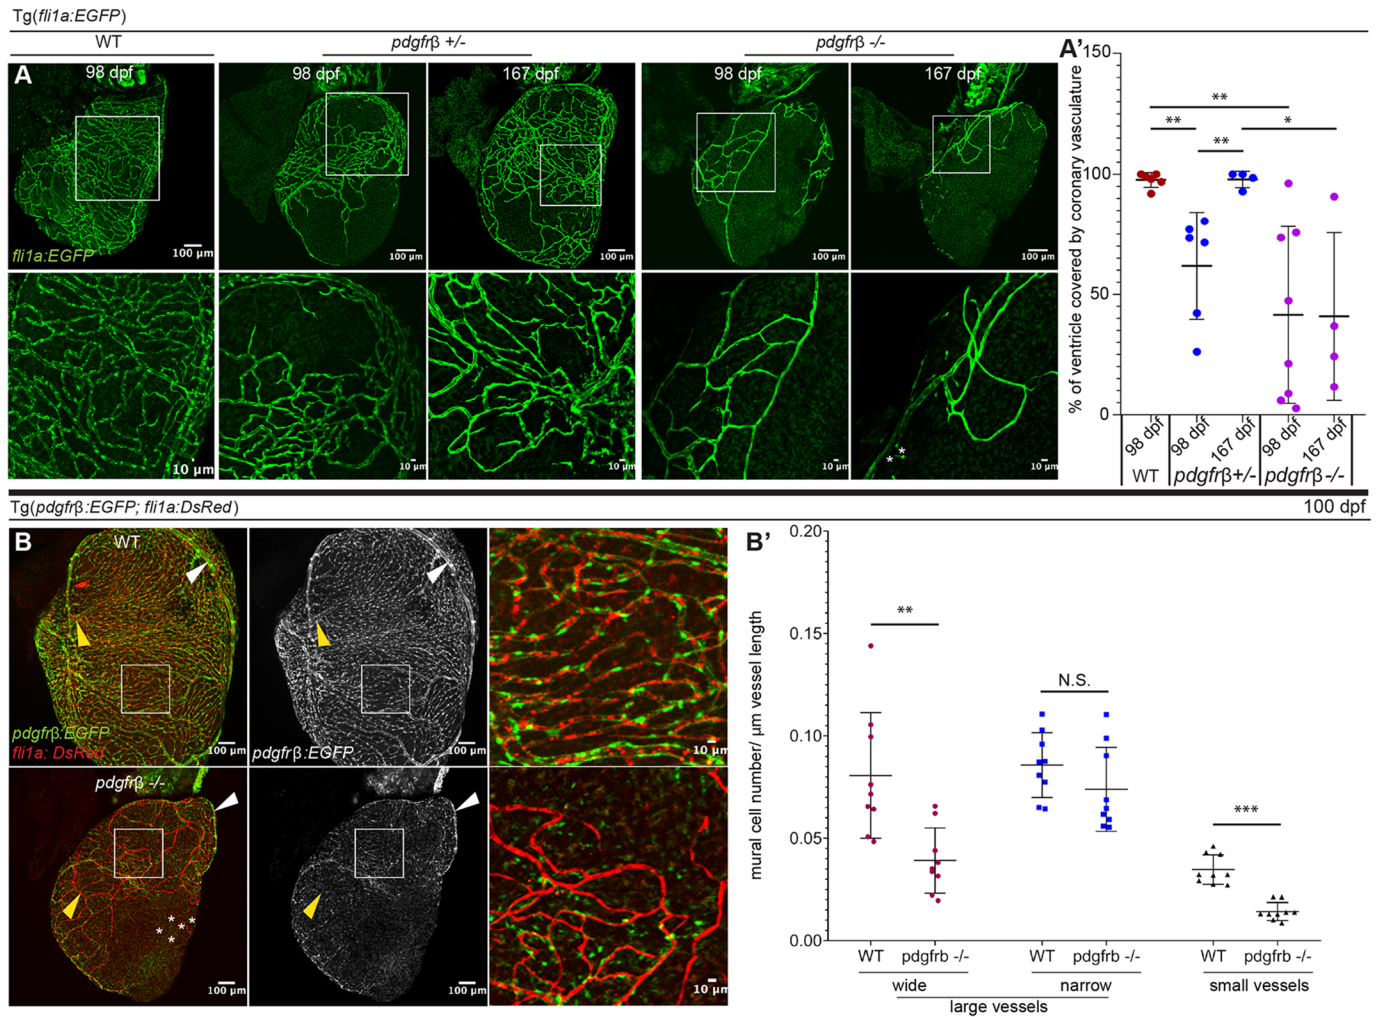 Tg(fli1a:EGFP)
WT
pdgfrβ +/-
pdgfrβ -/-
A
98 dpf
98 dpf
167 dpf
98 dpf
167 dpf
fli1a:EGFP
100 µm
100 µm
100 µm
100 µm
100 µm
10 µm
10 µm
10 µm
10 µm
10 µm
* *
A'
% of ventricle covered by coronary vasculature
150
100
50
0
**
** *
**
98 dpf
98 dpf
167 dpf
98 dpf
167 dpf
WT
pdgfrβ+/-
pdgfrβ-/-
Tg(pdgfrβ:EGFP; fli1a:DsRed)
100 dpf
B
WT
pdgfrβ:EGFP
fli1a: DsRed
100 µm
pdgfrβ:EGFP
100 µm
10 µm
pdgfrβ -/-
* * * * *
100 µm
100 µm
10 µm
B'
mural cell number/ µm vessel length
0.20
0.15
0.10
0.05
0.00
**
N.S.
***
WT pdgfrb -/- WT pdgfrb -/- WT pdgfrb -/-
wide narrow small vessels
large vessels